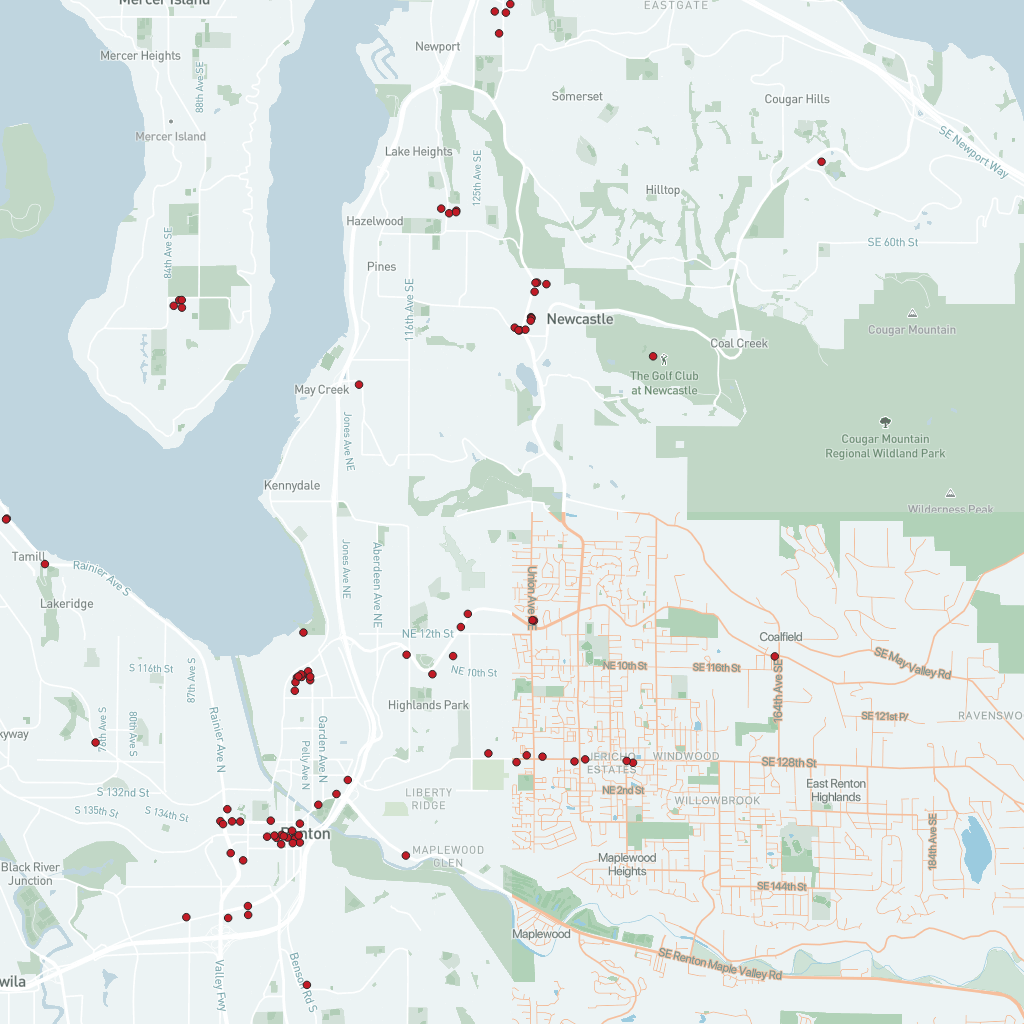 Mercer Island
EASTGATE
Newport
Mercer Heights
88th Ave SE
Somerset
Cougar Hills
Mercer Island
SE Newport Way
Lake Heights
125th Ave SE
Hilltop
Hazelwood
84th Ave SE
SE 60th St
Pines
116th Ave SE
Newcastle
Cougar Mountain
Coal Creek
The Golf Club
at Newcastle
May Creek
Jones Ave NE
Cougar Mountain
Regional Wildland Park
Kennydale
Wilderness Peak
Tamill
Rainier Ave S
Jones Ave NE
Aberdeen Ave NE
Union Ave NE
Lakeridge
NE 12th St
Coalfield
S 116th St
87th Ave S
NE 10th St
NE 10th St
SE 116th St
SE May Valley Rd
164th Ave SE
Highlands Park
76th Ave S
80th Ave S
Rainier Ave N
Garden Ave N
Pelly Ave N
SE 121st Pl
RAVENSWO
kyway
JERICHO
ESTATES
WINDWOOD
SE 128th St
S 132nd St
LIBERTY
RIDGE
NE 2nd St
WILLOWBROOK
East Renton
Highlands
S 135th St
S 134th St
Renton
184th Ave SE
MAPLEWOOD
GLEN
Maplewood
Heights
Black River
Junction
SE 144th St
Maplewood
SE Renton Maple Valley Rd
wila
Valley Fwy
Benson Rd S